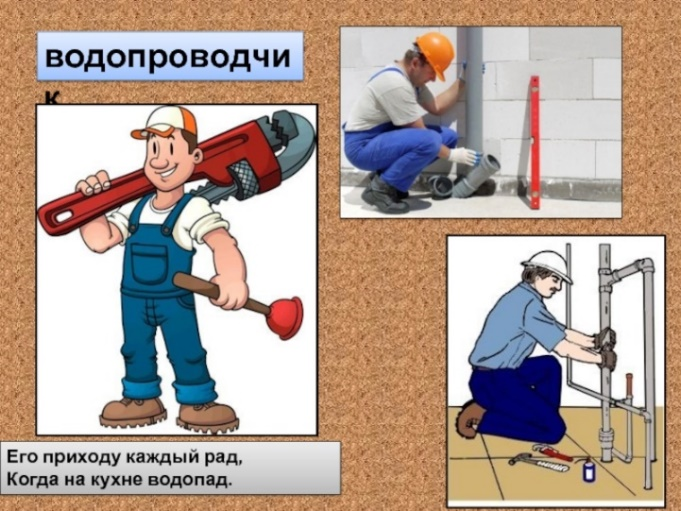 водопроводчи
к
Его приходу каждый рад,
Когда на кухне водопад.